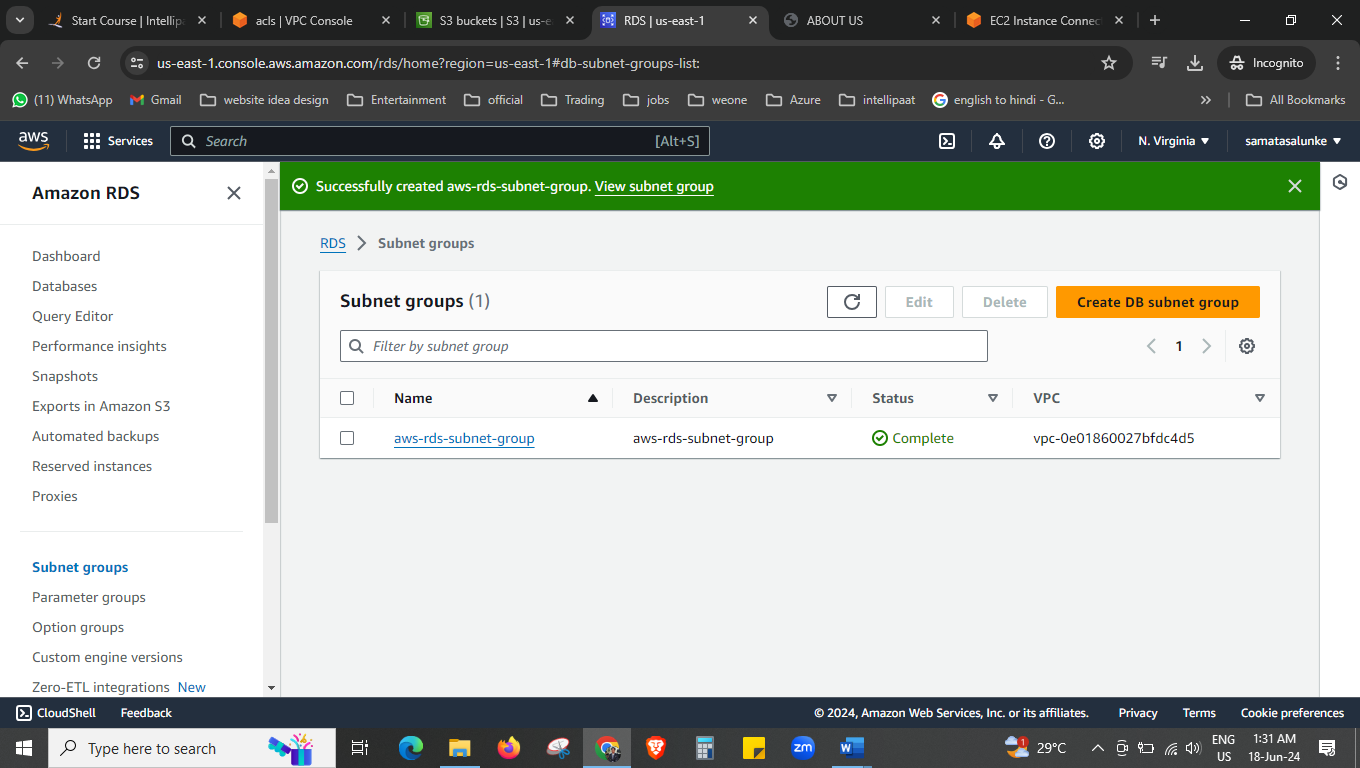 Start Course | Intellipa
acls | VPC Console
S3 buckets | S3 | us-e
RDS | us-east-1
ABOUT US
EC2 Instance Connec
us-east-1.console.aws.amazon.com/rds/home?region=us-east-1#db-subnet-groups-list:
Incognito
(11) WhatsApp
Gmail
website idea design
Entertainment
official
Trading
jobs
weone
Azure
intellipaat
english to hindi - G...
All Bookmarks
aws
Services
Search
[Alt+S]
N. Virginia
samatasalunke
Amazon RDS
Dashboard
Databases
Query Editor
Performance insights
Snapshots
Exports in Amazon S3
Automated backups
Reserved instances
Proxies
Subnet groups
Parameter groups
Option groups
Custom engine versions
Zero-ETL integrations New
Successfully created aws-rds-subnet-group. View subnet group
RDS
Subnet groups
Subnet groups (1)
Edit
Delete
Create DB subnet group
Filter by subnet group
1
Name
Description
Status
VPC
aws-rds-subnet-group
aws-rds-subnet-group
Complete
vpc-0e01860027bfdc4d5
CloudShell
Feedback
© 2024, Amazon Web Services, Inc. or its affiliates.
Privacy
Terms
Cookie preferences
Type here to search
zm
W
1
29°C
ENG
US
1:31 AM
18-Jun-24